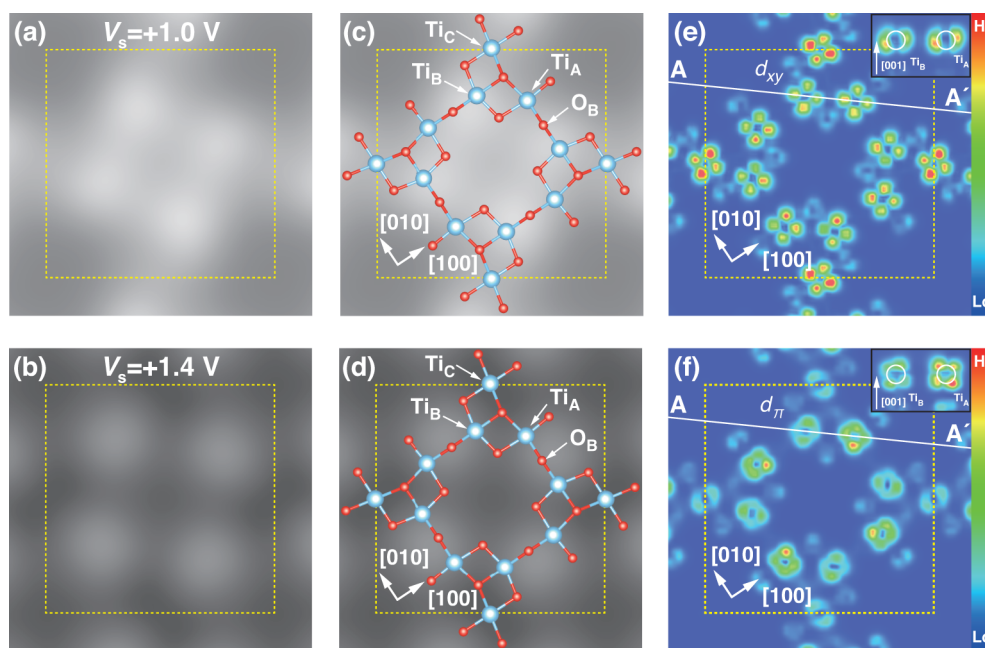 (a)
Vs=+1.0 V
(c)
TiC
TiB
TiA
OB
[010]
[100]
(e)
A
dxy
A´
[001]
TiB
TiA
H
[010]
[100]
Lo
(b)
Vs=+1.4 V
(d)
TiC
TiB
TiA
OB
[010]
[100]
(f)
A
dπ
A´
[001]
TiB
TiA
H
[010]
[100]
Lo